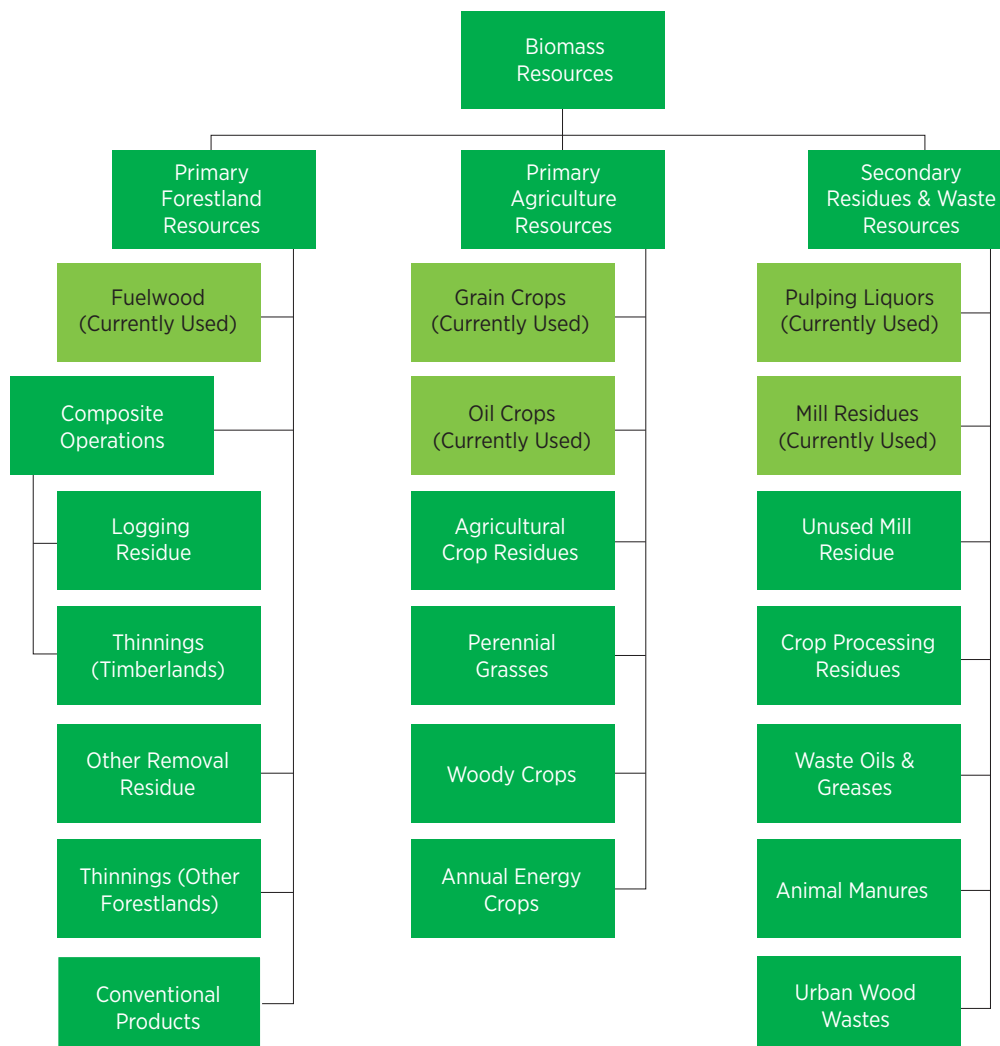 Biomass
Resources
Primary
Forestland
Resources
Fuelwood
(Currently Used)
Composite
Operations
Logging
Residue
Thinnings
(Timberlands)
Other Removal
Residue
Thinnings (Other
Forestlands)
Conventional
Products
Primary
Agriculture
Resources
Grain Crops
(Currently Used)
Oil Crops
(Currently Used)
Agricultural
Crop Residues
Perennial
Grasses
Woody Crops
Annual Energy
Crops
Secondary
Residues & Waste
Resources
Pulping Liquors
(Currently Used)
Mill Residues
(Currently Used)
Unused Mill
Residue
Crop Processing
Residues
Waste Oils &
Greases
Animal Manures
Urban Wood
Wastes